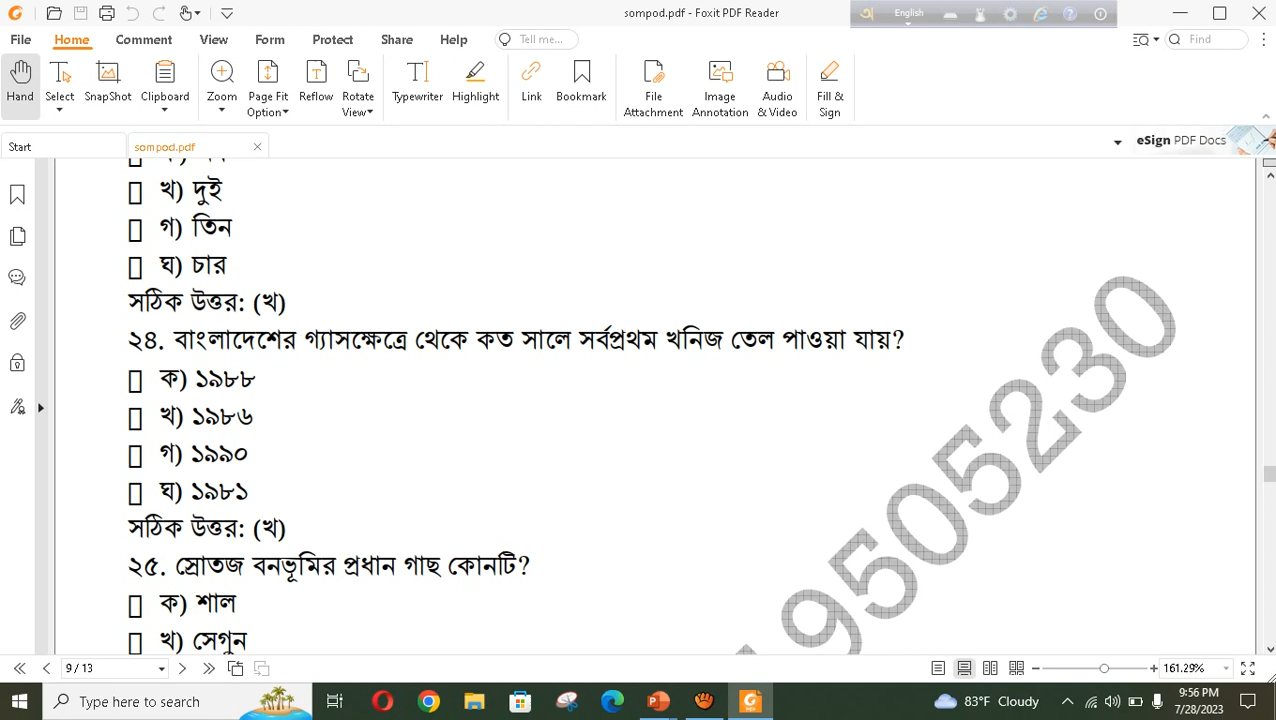 sompod.pdf - Foxit PDF Reader
English
File Home Comment View Form Protect Share Help Tell me... Find
Hand Select SnapShot Clipboard Zoom Page Fit Option Reflow Rotate View Typewriter Highlight Link Bookmark File Attachment Image Annotation Audio & Video Fill & Sign
Start sompod.pdf eSign PDF Docs
খ) দুই
গ) তিন
ঘ) চার
সঠিক উত্তর: (খ)
২৪. বাংলাদেশের গ্যাসক্ষেত্রে থেকে কত সালে সর্বপ্রথম খনিজ তেল পাওয়া যায়?
ক) ১৯৮৮
খ) ১৯৮৬
গ) ১৯৯০
ঘ) ১৯৮১
সঠিক উত্তর: (খ)
২৫. স্রোতজ বনভূমির প্রধান গাছ কোনটি?
ক) শাল
খ) সেগুন
9505230
9 / 13 161.29%
Type here to search 83°F Cloudy 9:56 PM
7/28/2023